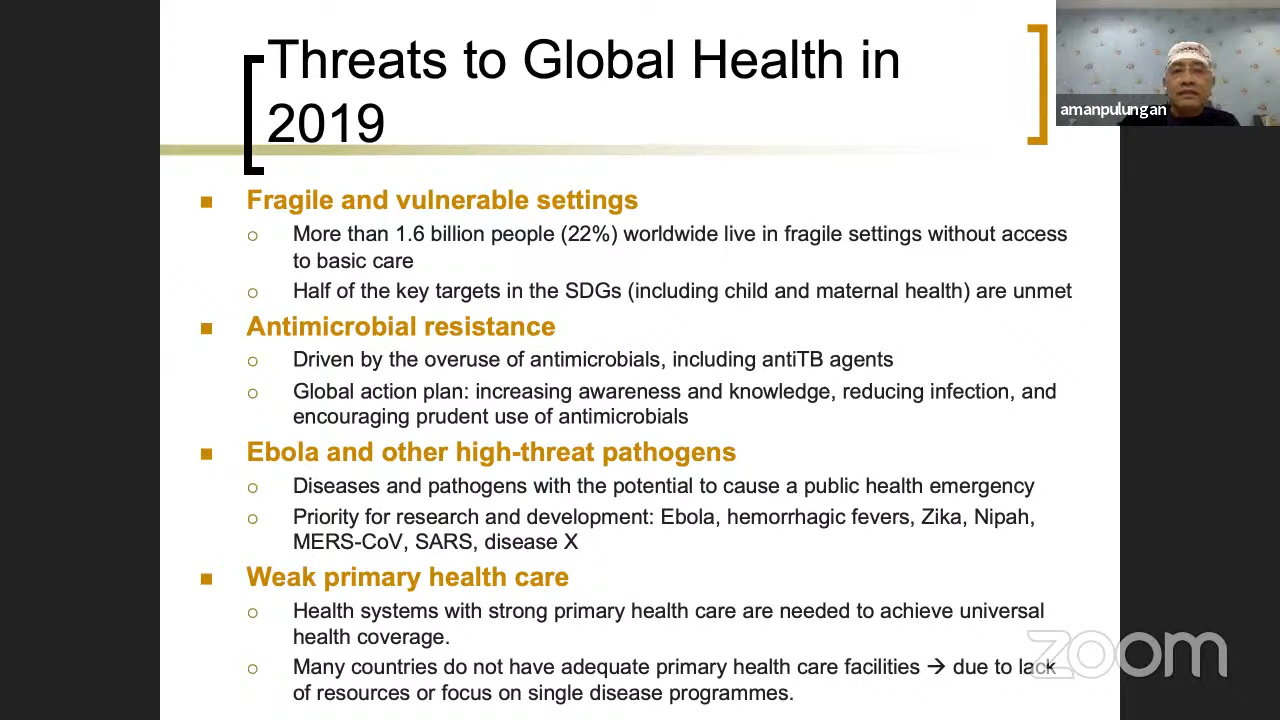 Threats to Global Health in
2019
amanpulungan
■ Fragile and vulnerable settings
○ More than 1.6 billion people (22%) worldwide live in fragile settings without access
to basic care
○ Half of the key targets in the SDGs (including child and maternal health) are unmet
■ Antimicrobial resistance
○ Driven by the overuse of antimicrobials, including antiTB agents
○ Global action plan: increasing awareness and knowledge, reducing infection, and
encouraging prudent use of antimicrobials
■ Ebola and other high-threat pathogens
○ Diseases and pathogens with the potential to cause a public health emergency
○ Priority for research and development: Ebola, hemorrhagic fevers, Zika, Nipah,
MERS-CoV, SARS, disease X
■ Weak primary health care
○ Health systems with strong primary health care are needed to achieve universal
health coverage.
○ Many countries do not have adequate primary health care facilities → due to lack
of resources or focus on single disease programmes.
zoom